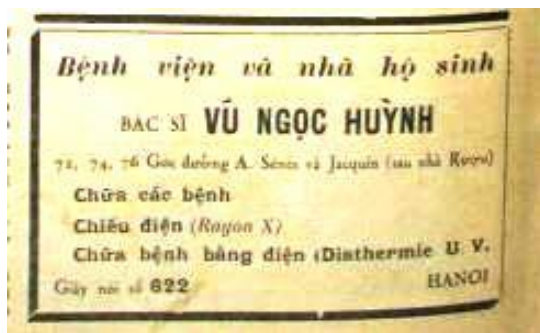 Bệnh viện và nhà hộ sinh
BÁC SĨ VŨ NGỌC HUỲNH
72, 74, 76 Góc đường A. Senès và Jacquin (sau nhà Rượu)
Chữa các bệnh
Chiếu điện (Rayon X)
Chữa bệnh bằng điện (Diathermie U V.
Giây nói số 622 HANOI